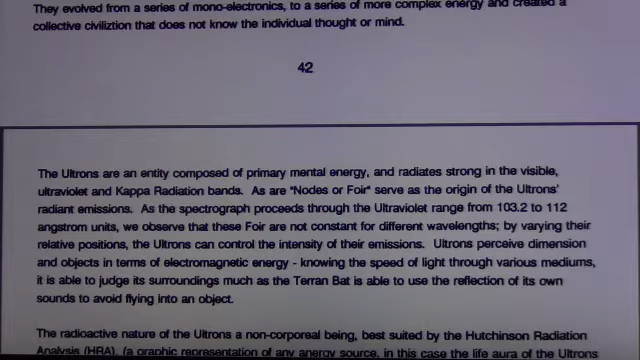 They evolved from a series of mono-electronics, to a series of more complex energy and created a
collective civiliztion that does not know the individual thought or mind.
42
The Ultrons are an entity composed of primary mental energy, and radiates strong in the visible,
ultraviolet and Kappa Radiation bands. As are "Nodes or Foir" serve as the origin of the Ultrons'
radiant emissions. As the spectrograph proceeds through the Ultraviolet range from 103.2 to 112
angstrom units, we observe that these Foir are not constant for different wavelengths; by varying their
relative positions, the Ultrons can control the intensity of their emissions. Ultrons perceive dimension
and objects in terms of electromagnetic energy - knowing the speed of light through various mediums,
it is able to judge its surroundings much as the Terran Bat is able to use the reflection of its own
sounds to avoid flying into an object.
The radioactive nature of the Ultrons a non-corporeal being, best suited by the Hutchinson Radiation
Analysis (HRA), (a graphic representation of any anergy source, in this case the life aura of the Ultrons